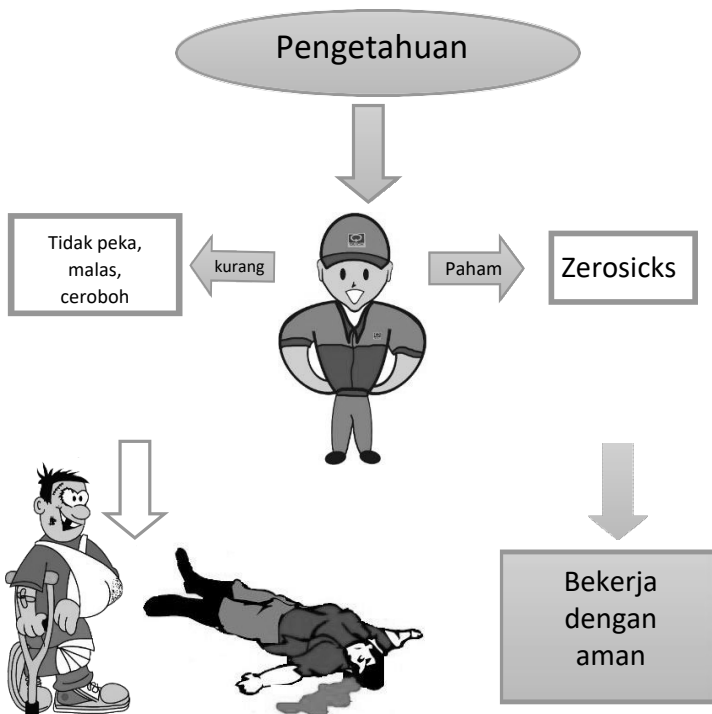 Pengetahuan
Tidak peka,
malas,
ceroboh
kurang
Paham
Zerosicks
Bekerja
dengan
aman